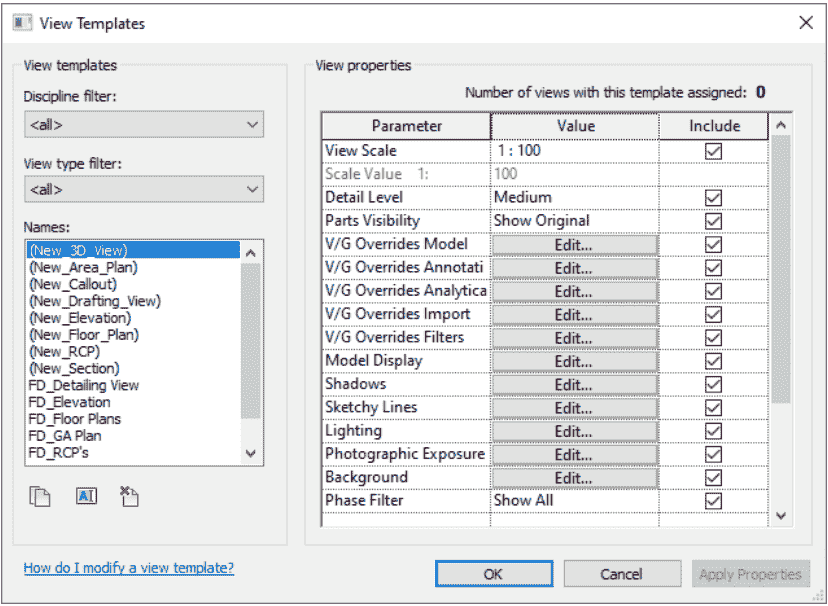 View Templates
View templates
Discipline filter:
<all>
View type filter:
<all>
Names:
(New_3D_View)
(New_Area_Plan)
(New_Callout)
(New_Drafting_View)
(New_Elevation)
(New_Floor_Plan)
(New_RCP)
(New_Section)
FD_Detailing View
FD_Elevation
FD_Floor Plans
FD_GA Plan
FD_RCP's
AI
How do I modify a view template?
View properties
Number of views with this template assigned: 0
Parameter Value Include
View Scale 1 : 100
Scale Value 1: 100
Detail Level Medium
Parts Visibility Show Original
V/G Overrides Model Edit...
V/G Overrides Annotati Edit...
V/G Overrides Analytica Edit...
V/G Overrides Import Edit...
V/G Overrides Filters Edit...
Model Display Edit...
Shadows Edit...
Sketchy Lines Edit...
Lighting Edit...
Photographic Exposure Edit...
Background Edit...
Phase Filter Show All
OK Cancel Apply Properties